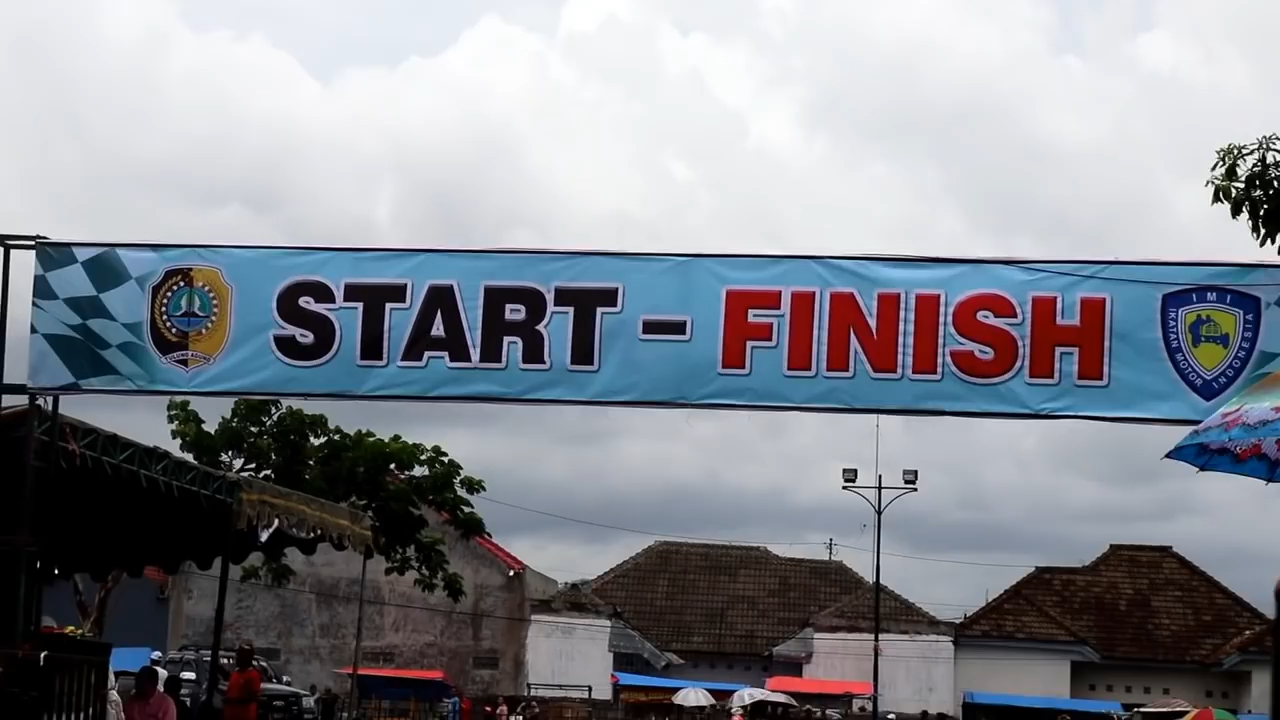 TULUNG AGUNG
START - FINISH
IMI
IKATAN MOTOR INDONESIA